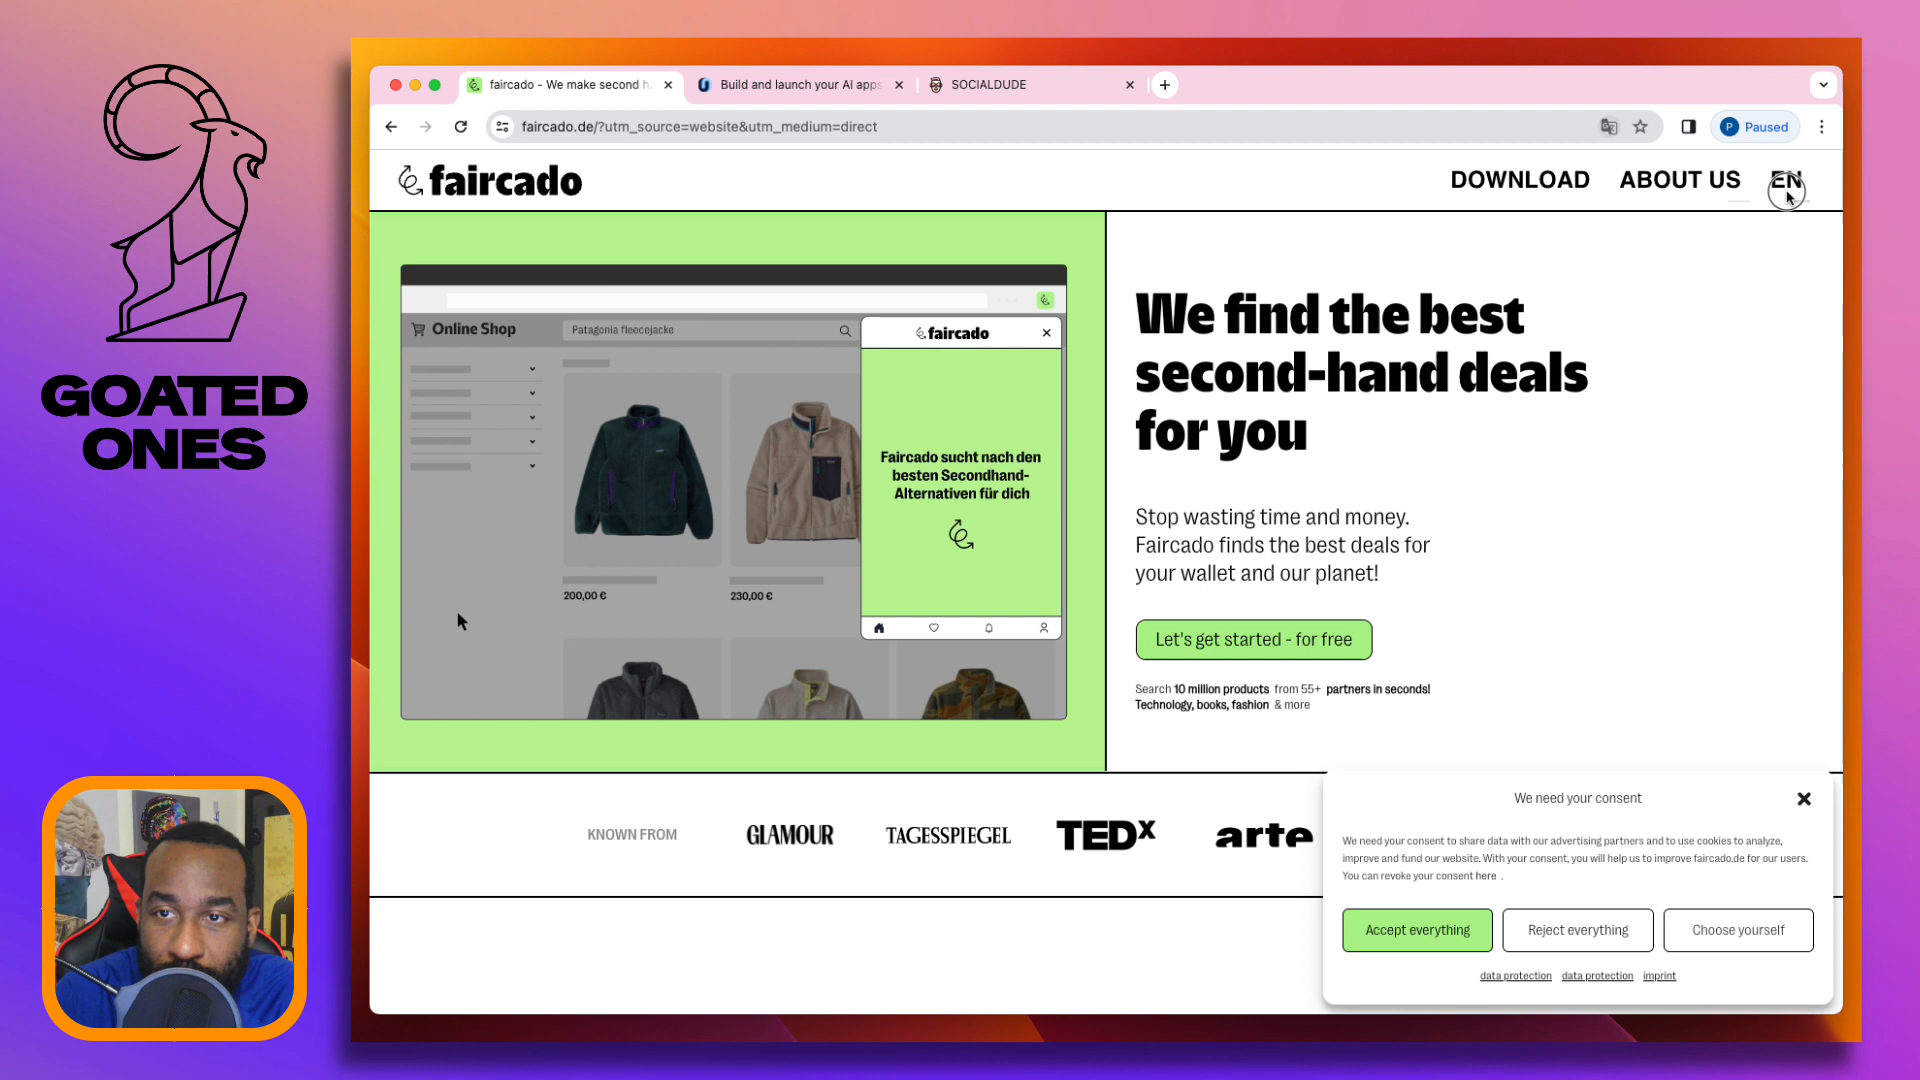 GOATED
ONES
faircado - We make second h
Build and launch your AI apps
SOCIALDUDE
faircado.de/?utm_source=website&utm_medium=direct
P
Paused
faircado
DOWNLOAD
ABOUT US
EN
Online Shop
Patagonia fleecejacke
faircado
Faircado sucht nach den
besten Secondhand-
Alternativen für dich
200,00 €
230,00 €
We find the best
second-hand deals
for you
Stop wasting time and money.
Faircado finds the best deals for
your wallet and our planet!
Let's get started - for free
Search 10 million products from 55+ partners in seconds!
Technology, books, fashion & more
KNOWN FROM
GLAMOUR
TAGESSPIEGEL
TEDx
arte
We need your consent
We need your consent to share data with our advertising partners and to use cookies to analyze,
improve and fund our website. With your consent, you will help us to improve faircado.de for our users.
You can revoke your consent here .
Accept everything
Reject everything
Choose yourself
data protection
data protection
imprint